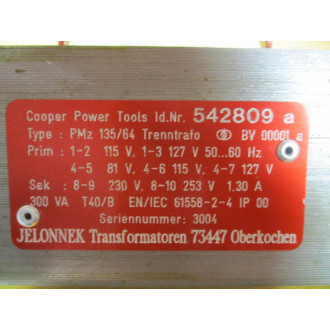 Cooper Power Tools Id.Nr. 542809 a
Type : PMz 135/64 Trenntrafo BV 00001 a
Prim : 1-2 115 V, 1-3 127 V 50...60 Hz
4-5 81 V, 4-6 115 V, 4-7 127 V
Sek : 8-9 230 V, 8-10 253 V 1,30 A
300 VA T40/B EN/IEC 61558-2-4 IP 00
Seriennummer: 3004
JELONNEK Transformatoren 73447 Oberkochen